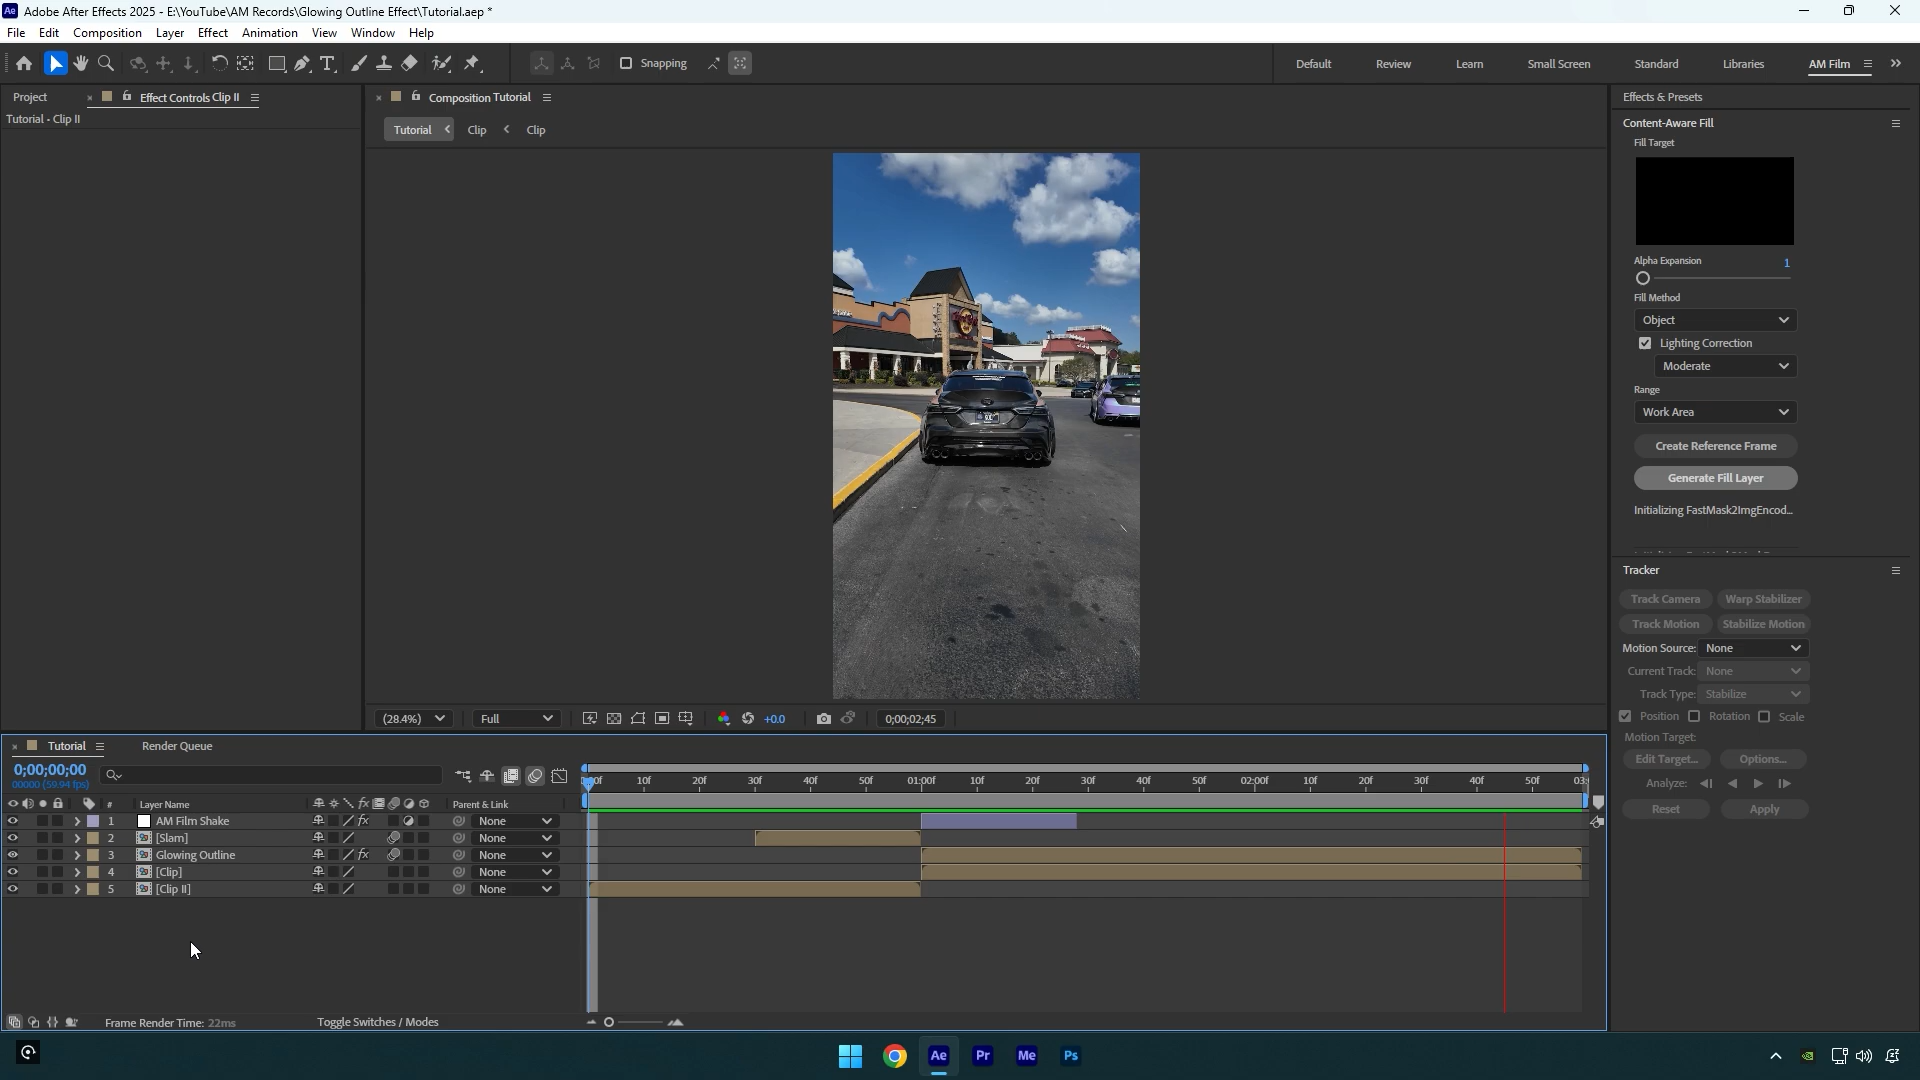 Adobe After Effects 2025 - E:\YouTube\AM Records\Glowing Outline Effect\Tutorial.aep *
File Edit Composition Layer Effect Animation View Window Help
Snapping
Default Review Learn Small Screen Standard Libraries AM Film
Project Effect Controls Clip II
Tutorial - Clip II
Composition Tutorial
Tutorial Clip Clip
Effects & Presets
Content-Aware Fill
Fill Target
Alpha Expansion 1
Fill Method
Object
Lighting Correction
Moderate
Range
Work Area
Create Reference Frame
Generate Fill Layer
Initializing FastMask2ImgEncod...
Tracker
Track Camera Warp Stabilizer
Track Motion Stabilize Motion
Motion Source: None
Current Track: None
Track Type: Stabilize
Position Rotation Scale
Motion Target:
Edit Target... Options...
Analyze:
Reset Apply
(28.4%) Full +0.0 0;00;02;45
Tutorial Render Queue
0;00;00;00
00000 (59.94 fps)
10f 20f 30f 40f 50f 01:00f 10f 20f 30f 40f 50f 02:00f 10f 20f 30f 40f 50f
# Layer Name Parent & Link
1 AM Film Shake None
2 [Slam] None
3 Glowing Outline None
4 [Clip] None
5 [Clip II] None
Frame Render Time: 22ms Toggle Switches / Modes
Ae Pr Me Ps